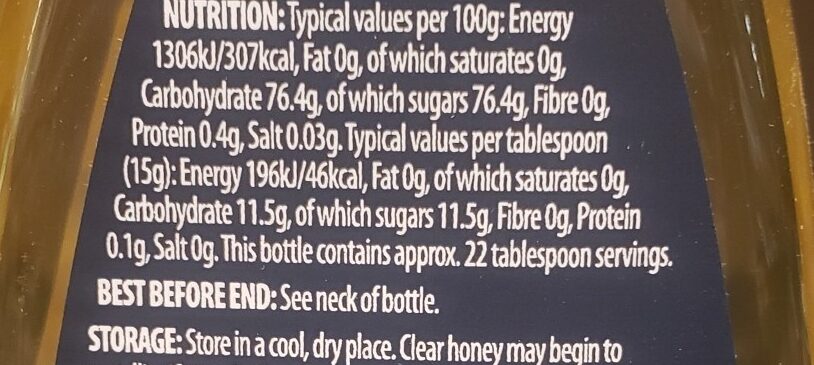 NUTRITION: Typical values per 100g: Energy
1306kJ/307kcal, Fat 0g, of which saturates 0g,
Carbohydrate 76.4g, of which sugars 76.4g, Fibre 0g,
Protein 0.4g, Salt 0.03g. Typical values per tablespoon
(15g): Energy 196kJ/46kcal, Fat 0g, of which saturates 0g,
Carbohydrate 11.5g, of which sugars 11.5g, Fibre 0g, Protein
0.1g, Salt 0g. This bottle contains approx. 22 tablespoon servings.
BEST BEFORE END: See neck of bottle.
STORAGE: Store in a cool, dry place. Clear honey may begin to